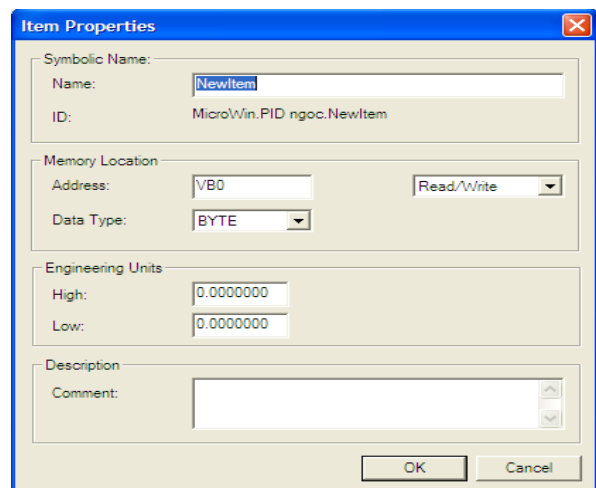 Item Properties
Symbolic Name:
Name: NewItem
ID: MicroWin.PID ngoc.NewItem
Memory Location
Address: VB0 Read/Write
Data Type: BYTE
Engineering Units
High: 0.0000000
Low: 0.0000000
Description
Comment:
OK Cancel